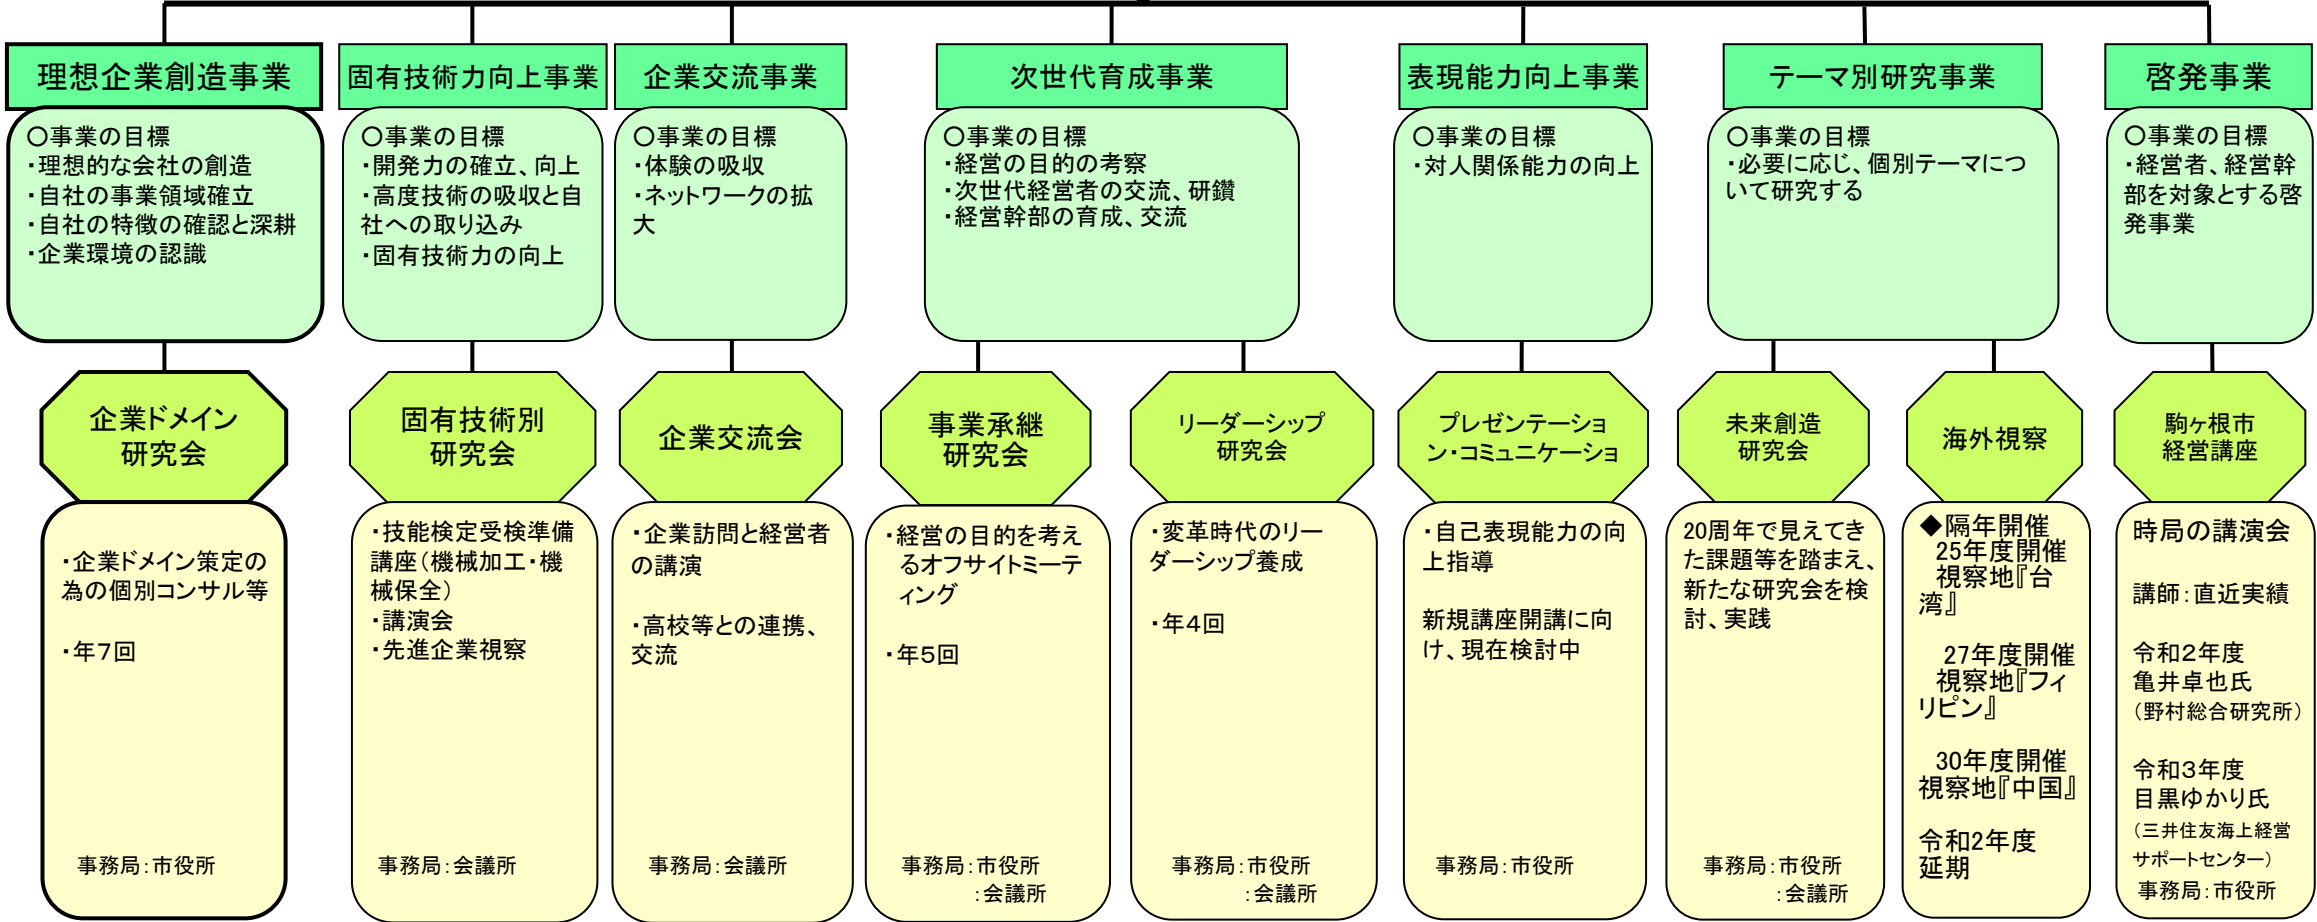 理想企業創造事業
〇事業の目標
・理想的な会社の創造
・自社の事業領域確立
・自社の特徴の確認と深耕
・企業環境の認識
企業ドメイン
研究会
・企業ドメイン策定の
為の個別コンサル等
・年７回
事務局：市役所
固有技術力向上事業
〇事業の目標
・開発力の確立、向上
・高度技術の吸収と自
社への取り込み
・固有技術力の向上
固有技術別
研究会
・技能検定受検準備
講座（機械加工・機
械保全）
・講演会
・先進企業視察
事務局：会議所
企業交流事業
〇事業の目標
・体験の吸収
・ネットワークの拡
大
企業交流会
・企業訪問と経営者
の講演
・高校等との連携、
交流
事務局：会議所
次世代育成事業
〇事業の目標
・経営の目的の考察
・次世代経営者の交流、研鑽
・経営幹部の育成、交流
事業承継
研究会
・経営の目的を考え
るオフサイトミーテ
ィング
・年５回
事務局：市役所
：会議所
リーダーシップ
研究会
・変革時代のリー
ダーシップ養成
・年４回
事務局：市役所
：会議所
表現能力向上事業
〇事業の目標
・対人関係能力の向上
プレゼンテーショ
ン・コミュニケーショ
・自己表現能力の向
上指導
新規講座開講に向
け、現在検討中
事務局：市役所
テーマ別研究事業
〇事業の目標
・必要に応じ、個別テーマにつ
いて研究する
未来創造
研究会
20周年で見えてき
た課題等を踏まえ、
新たな研究会を検
討、実践
事務局：市役所
：会議所
海外視察
◆隔年開催
25年度開催
視察地『台
湾』
27年度開催
視察地『フィ
リピン』
30年度開催
視察地『中国』
令和2年度
延期
啓発事業
〇事業の目標
・経営者、経営幹
部を対象とする啓
発事業
駒ヶ根市
経営講座
時局の講演会
講師：直近実績
令和２年度
亀井卓也氏
（野村総合研究所）
令和３年度
目黒ゆかり氏
（三井住友海上経営
サポートセンター）
事務局：市役所